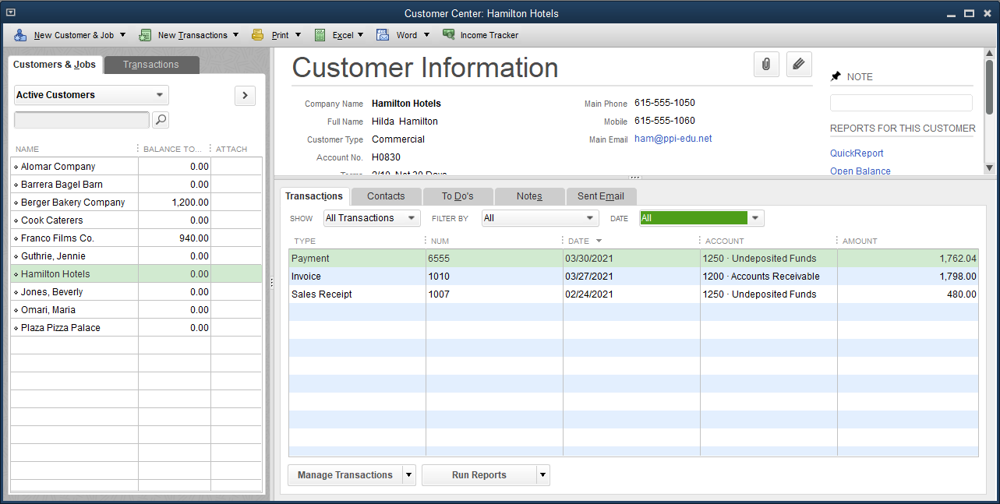 Customer Center: Hamilton Hotels
New Customer & Job New Transactions Print Excel Word Income Tracker
Customers & Jobs Transactions
Active Customers
NAME BALANCE TO... ATTACH
Alomar Company 0.00
Barrera Bagel Barn 0.00
Berger Bakery Company 1,200.00
Cook Caterers 0.00
Franco Films Co. 940.00
Guthrie, Jennie 0.00
Hamilton Hotels 0.00
Jones, Beverly 0.00
Omari, Maria 0.00
Plaza Pizza Palace 0.00
Customer Information
Company Name Hamilton Hotels
Full Name Hilda Hamilton
Customer Type Commercial
Account No. H0830
Terms 2/10, Net 30 Days
Main Phone 615-555-1050
Mobile 615-555-1060
Main Email ham@ppi-edu.net
NOTE
REPORTS FOR THIS CUSTOMER
QuickReport
Open Balance
Transactions Contacts To Do's Notes Sent Email
SHOW All Transactions FILTER BY All DATE All
TYPE NUM DATE ACCOUNT AMOUNT
Payment 6555 03/30/2021 1250 · Undeposited Funds 1,762.04
Invoice 1010 03/27/2021 1200 · Accounts Receivable 1,798.00
Sales Receipt 1007 02/24/2021 1250 · Undeposited Funds 480.00
Manage Transactions Run Reports